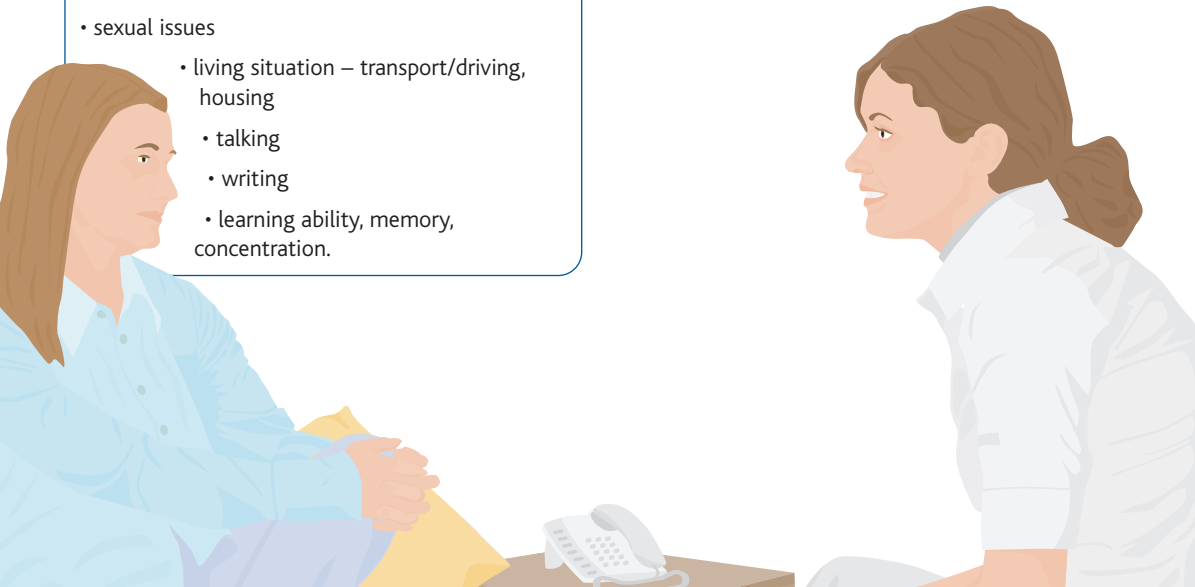 • sexual issues
• living situation – transport/driving,
housing
• talking
• writing
• learning ability, memory,
concentration.